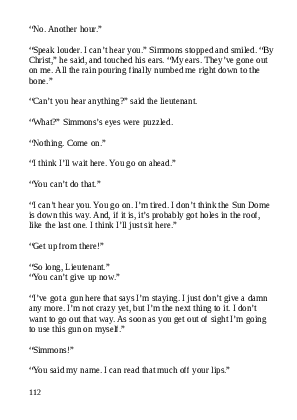 “No. Another hour.”
“Speak louder. I can’t hear you.” Simmons stopped and smiled. “By
Christ,” he said, and touched his ears. “My ears. They’ve gone out
on me. All the rain pouring finally numbed me right down to the
bone.”
“Can’t you hear anything?” said the lieutenant.
“What?” Simmons’s eyes were puzzled.
“Nothing. Come on.”
“I think I’ll wait here. You go on ahead.”
“You can’t do that.”
“I can’t hear you. You go on. I’m tired. I don’t think the Sun Dome
is down this way. And, if it is, it’s probably got holes in the roof,
like the last one. I think I’ll just sit here.”
“Get up from there!”
“So long, Lieutenant.”
“You can’t give up now.”
“I’ve got a gun here that says I’m staying. I just don’t give a damn
any more. I’m not crazy yet, but I’m the next thing to it. I don’t
want to go out that way. As soon as you get out of sight I’m going
to use this gun on myself.”
“Simmons!”
“You said my name. I can read that much off your lips.”
112